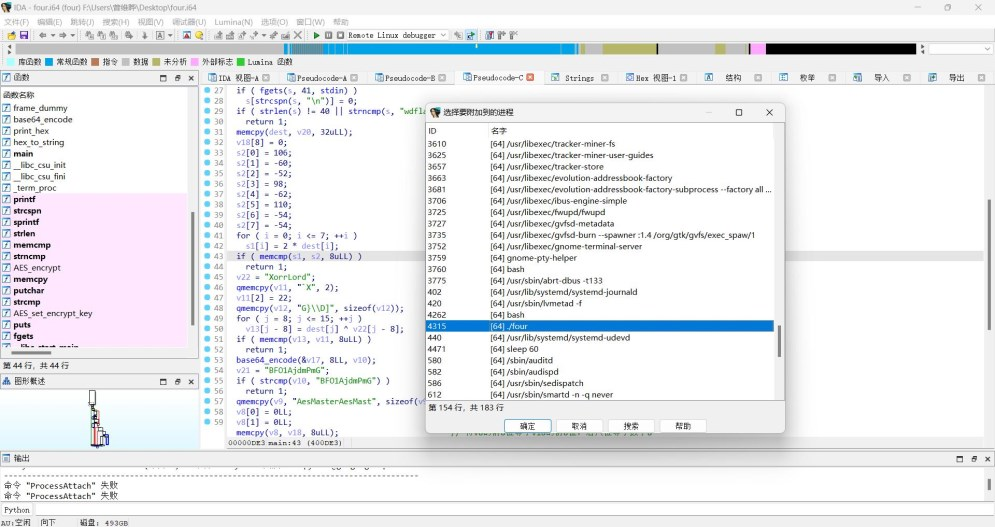 IDA - four.i64 (four) F:\Users\曾雅晔\Desktop\four.i64
文件(F) 编辑(E) 跳转(J) 搜索(H) 视图(V) 调试器(U) Lumina(N) 选项(O) 窗口(W) 帮助
Remote Linux debugger
库函数 常规函数 指令 数据 未分析 外部标志 Lumina 函数
函数
IDA 视图-A Pseudocode-A Pseudocode-B Pseudocode-C Strings Hex 视图-1 结构 枚举 导入 导出
函数名称
frame_dummy
base64_encode
print_hex
hex_to_string
main
__libc_csu_init
__libc_csu_fini
_term_proc
printf
strcspn
sprintf
strlen
memcmp
strncmp
AES_encrypt
memcpy
putchar
strcmp
AES_set_encrypt_key
puts
fgets
__libc_start_main
第 44 行, 共 44 行
图形概述
27 if ( fgets(s, 41, stdin) )
28 s[strcspn(s, "\n")] = 0;
29 if ( strlen(s) != 40 || strncmp(s, "wdfla
30 return 1;
31 memcpy(dest, v20, 32uLL);
32 v18[8] = 0;
33 s2[0] = 106;
34 s2[1] = -60;
35 s2[2] = -52;
36 s2[3] = 98;
37 s2[4] = -62;
38 s2[5] = 110;
39 s2[6] = -54;
40 s2[7] = -54;
41 for ( i = 0; i <= 7; ++i )
42 s1[i] = 2 * dest[i];
43 if ( memcmp(s1, s2, 8uLL) )
44 return 1;
45 v22 = "XorrLord";
46 qmemcpy(v11, "`X", 2);
47 v11[2] = 22;
48 qmemcpy(v12, "G}\\D]", sizeof(v12));
49 for ( j = 8; j <= 15; ++j )
50 v13[j - 8] = dest[j] ^ v22[j - 8];
51 if ( memcmp(v13, v11, 8uLL) )
52 return 1;
53 base64_encode(&v17, 8LL, v10);
54 v21 = "BFO1AjdmPmG";
55 if ( strcmp(v10, "BFO1AjdmPmG") )
56 return 1;
57 qmemcpy(v9, "AesMasterAesMast", sizeof(v9
58 v8[0] = 0LL;
59 v8[1] = 0LL;
memcpy(v8, v18, 8uLL);
00000DE3 main:43 (400DE3)
选择要附加到的进程
ID 名字
3610 [64] /usr/libexec/tracker-miner-fs
3625 [64] /usr/libexec/tracker-miner-user-guides
3657 [64] /usr/libexec/tracker-store
3663 [64] /usr/libexec/evolution-addressbook-factory
3681 [64] /usr/libexec/evolution-addressbook-factory-subprocess --factory all ...
3706 [64] /usr/libexec/ibus-engine-simple
3725 [64] /usr/libexec/fwupd/fwupd
3727 [64] /usr/libexec/gvfsd-metadata
3735 [64] /usr/libexec/gvfsd-burn --spawner :1.4 /org/gtk/gvfs/exec_spaw/1
3752 [64] /usr/libexec/gnome-terminal-server
3759 [64] gnome-pty-helper
3760 [64] bash
3775 [64] /usr/sbin/abrt-dbus -t133
402 [64] /usr/lib/systemd/systemd-journald
420 [64] /usr/sbin/lvmetad -f
4262 [64] bash
4315 [64] ./four
440 [64] /usr/lib/systemd/systemd-udevd
4471 [64] sleep 60
580 [64] /sbin/auditd
582 [64] /sbin/audispd
586 [64] /usr/sbin/sedispatch
612 [64] /usr/sbin/smartd -n -q never
第 154 行, 共 183 行
确定 取消 搜索 帮助
输出
命令 "ProcessAttach" 失败
命令 "ProcessAttach" 失败
Python
AU: 空闲 向下 磁盘: 493GB